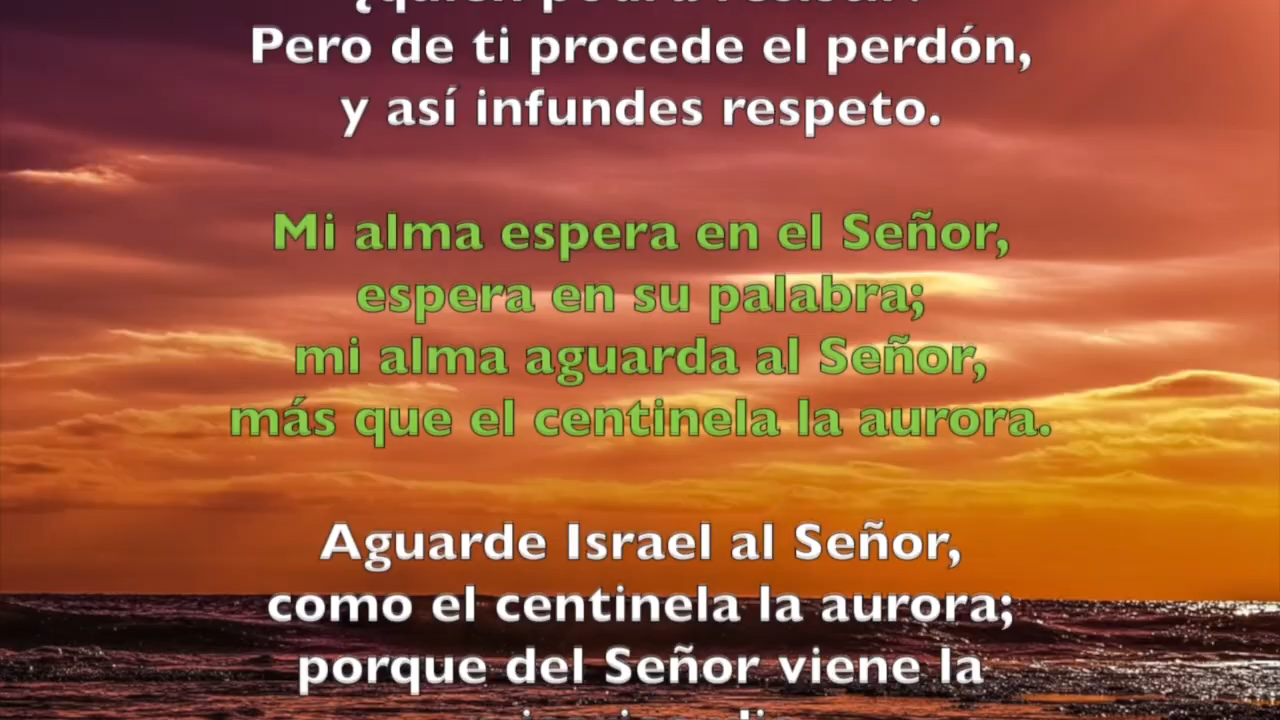 Pero de ti procede el perdón,
y así infundes respeto.
Mi alma espera en el Señor,
espera en su palabra;
mi alma aguarda al Señor,
más que el centinela la aurora.
Aguarde Israel al Señor,
como el centinela la aurora;
porque del Señor viene la